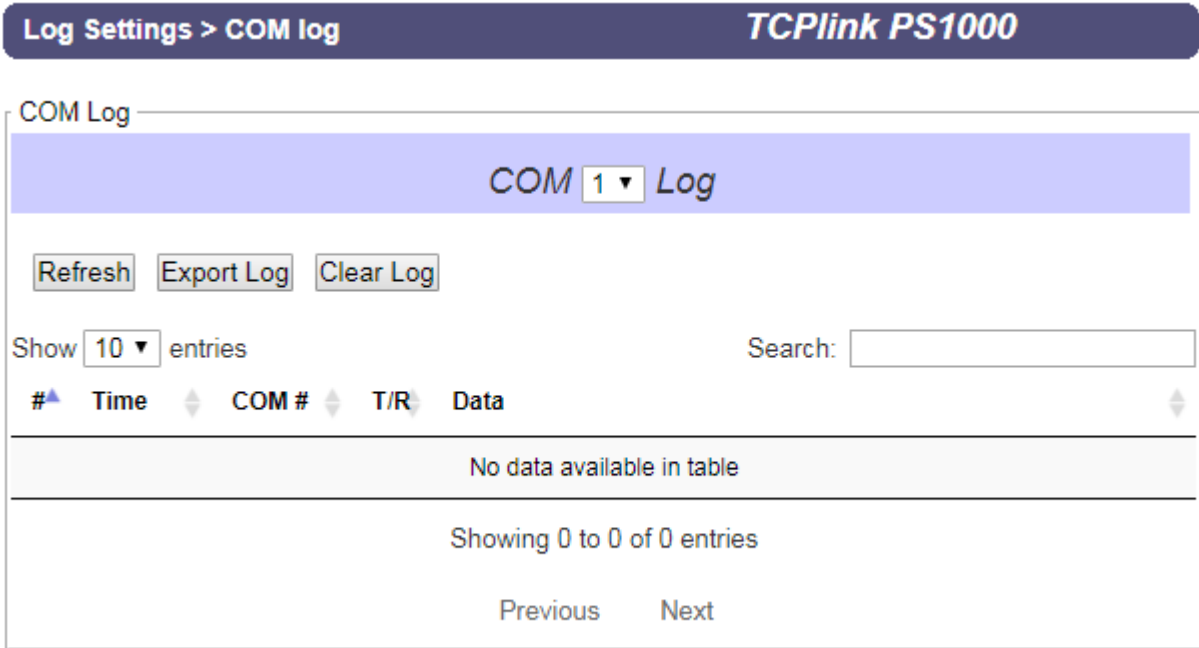 Log Settings > COM log TCPlink PS1000
COM Log
COM 1 Log
Refresh Export Log Clear Log
Show 10 entries Search:
# Time COM # T/R Data
No data available in table
Showing 0 to 0 of 0 entries
Previous Next